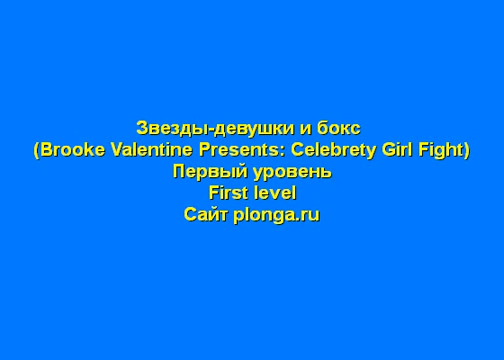 Звезды-девушки и бокс
(Brooke Valentine Presents: Celebrety Girl Fight)
Первый уровень
First level
Сайт plonga.ru